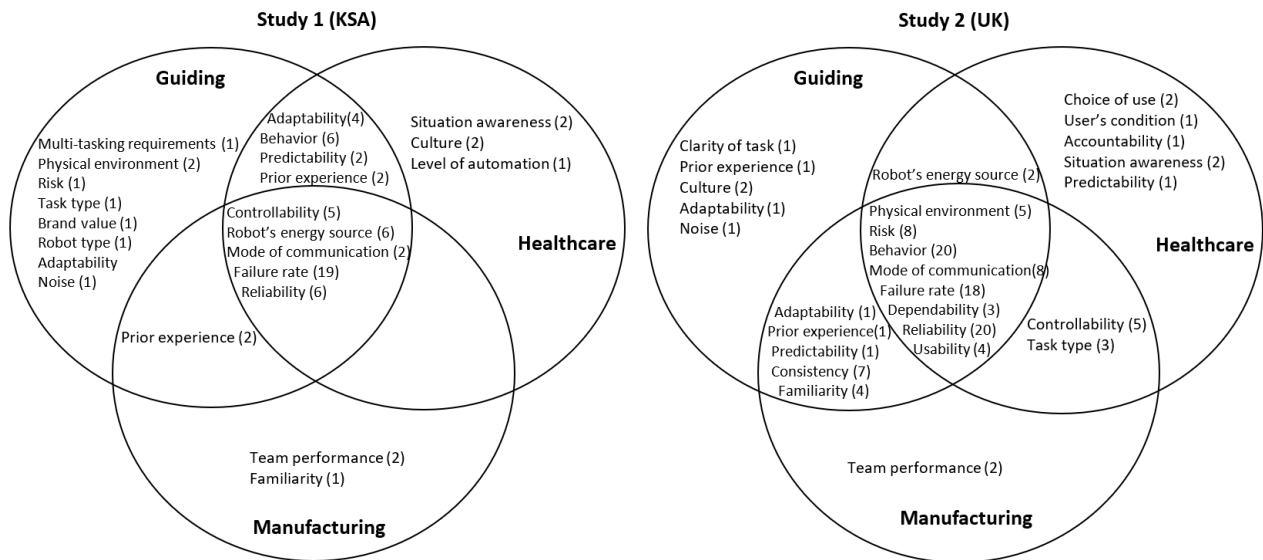 Study 1 (KSA)
Guiding
Multi-tasking requirements (1)
Physical environment (2)
Risk (1)
Task type (1)
Brand value (1)
Robot type (1)
Adaptability
Noise (1)
Adaptability(4)
Behavior (6)
Predictability (2)
Prior experience (2)
Situation awareness (2)
Culture (2)
Level of automation (1)
Healthcare
Controllability (5)
Robot's energy source (6)
Mode of communication (2)
Failure rate (19)
Reliability (6)
Prior experience (2)
Team performance (2)
Familiarity (1)
Manufacturing
Study 2 (UK)
Guiding
Clarity of task (1)
Prior experience (1)
Culture (2)
Adaptability (1)
Noise (1)
Robot's energy source (2)
Choice of use (2)
User's condition (1)
Accountability (1)
Situation awareness (2)
Predictability (1)
Healthcare
Physical environment (5)
Risk (8)
Behavior (20)
Mode of communication(8)
Failure rate (18)
Dependability (3)
Reliability (20)
Usability (4)
Adaptability (1)
Prior experience(1)
Predictability (1)
Consistency (7)
Familiarity (4)
Controllability (5)
Task type (3)
Team performance (2)
Manufacturing